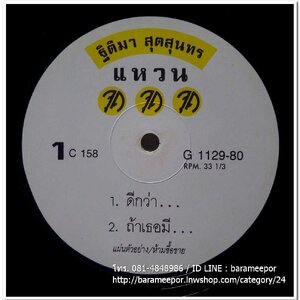 ฐิติมา สุตสุนทร
แหวน
1 C 158
G 1129-80
RPM. 33 1/3
1. ดีกว่า...
2. ถ้าเธอมี...
แผ่นตัวอย่าง/ห้ามซื้อขาย
โทร. 081-4848986 / ID LINE : barameepor
http://barameepor.lnwshop.com/category/24